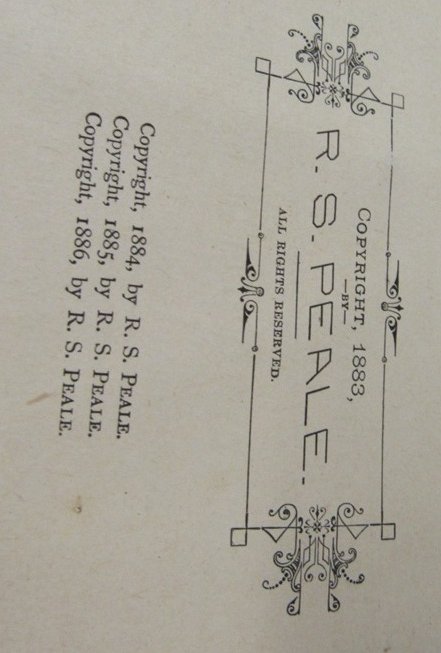 COPYRIGHT, 1883,
—BY—
R. S. PEALE.
ALL RIGHTS RESERVED.
Copyright, 1884, by R. S. PEALE.
Copyright, 1885, by R. S. PEALE.
Copyright, 1886, by R. S. PEALE.